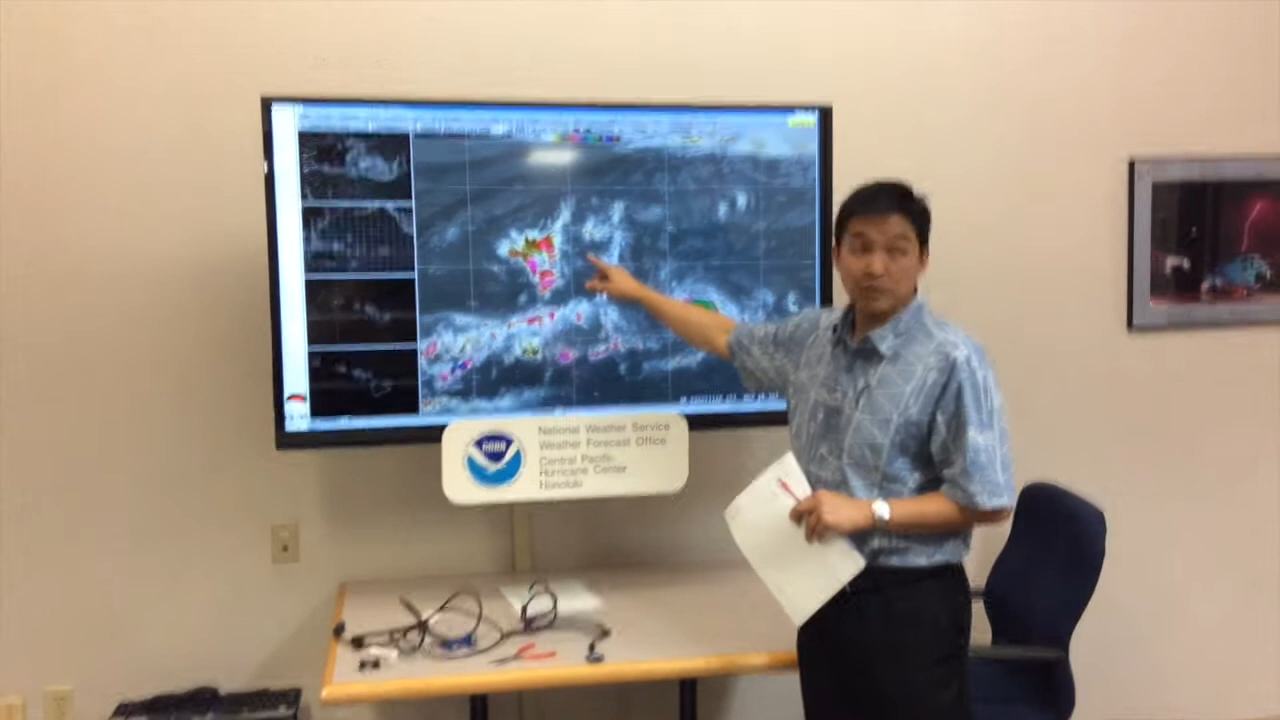 NOAA
National Weather Service
Weather Forecast Office
Central Pacific
Hurricane Center
Honolulu